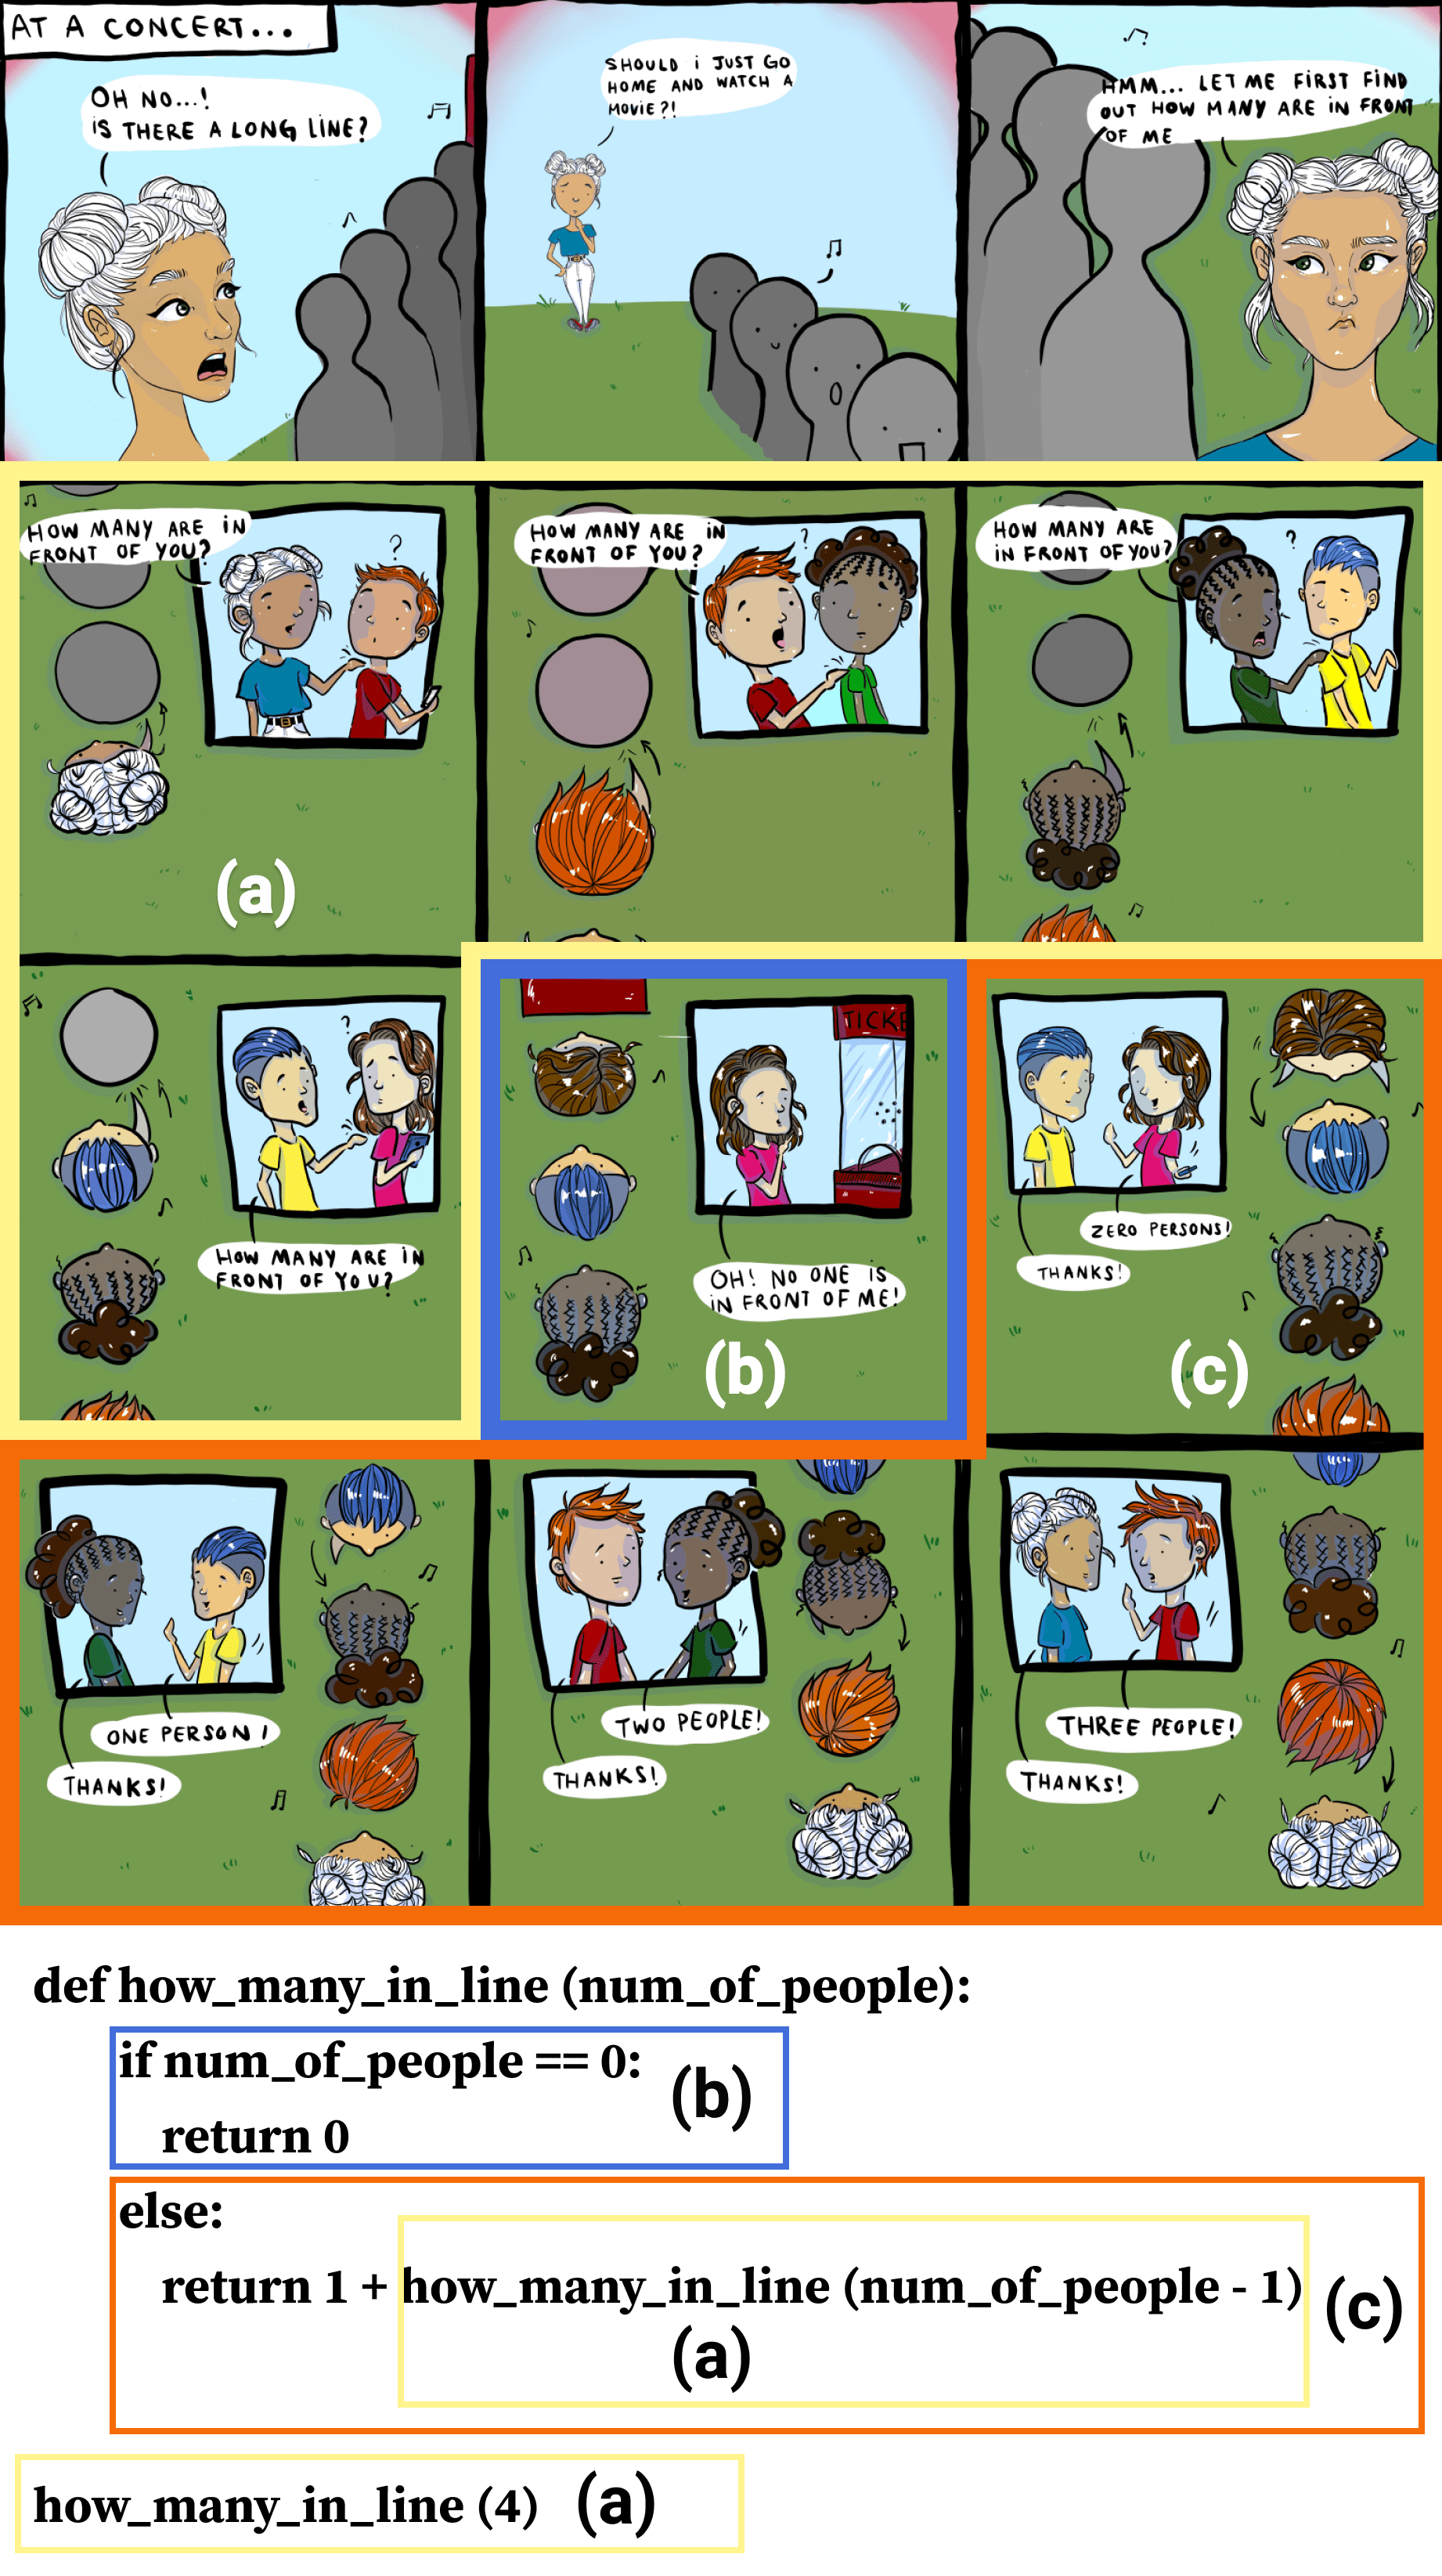 AT A CONCERT...
OH NO...!
IS THERE A LONG LINE?
SHOULD I JUST GO
HOME AND WATCH A
MOVIE?!
HMM... LET ME FIRST FIND
OUT HOW MANY ARE IN FRONT
OF ME
HOW MANY ARE IN
FRONT OF YOU?
?
HOW MANY ARE IN
FRONT OF YOU?
?
HOW MANY ARE
IN FRONT OF YOU?
?
(a)
?
HOW MANY ARE IN
FRONT OF YOU?
TICKE
OH! NO ONE IS
IN FRONT OF ME!
(b)
ZERO PERSONS!
THANKS!
(c)
ONE PERSON!
THANKS!
TWO PEOPLE!
THANKS!
THREE PEOPLE!
THANKS!
def how_many_in_line (num_of_people):
if num_of_people == 0:
(b)
return 0
else:
return 1 + how_many_in_line (num_of_people - 1)
(c)
(a)
how_many_in_line (4) (a)